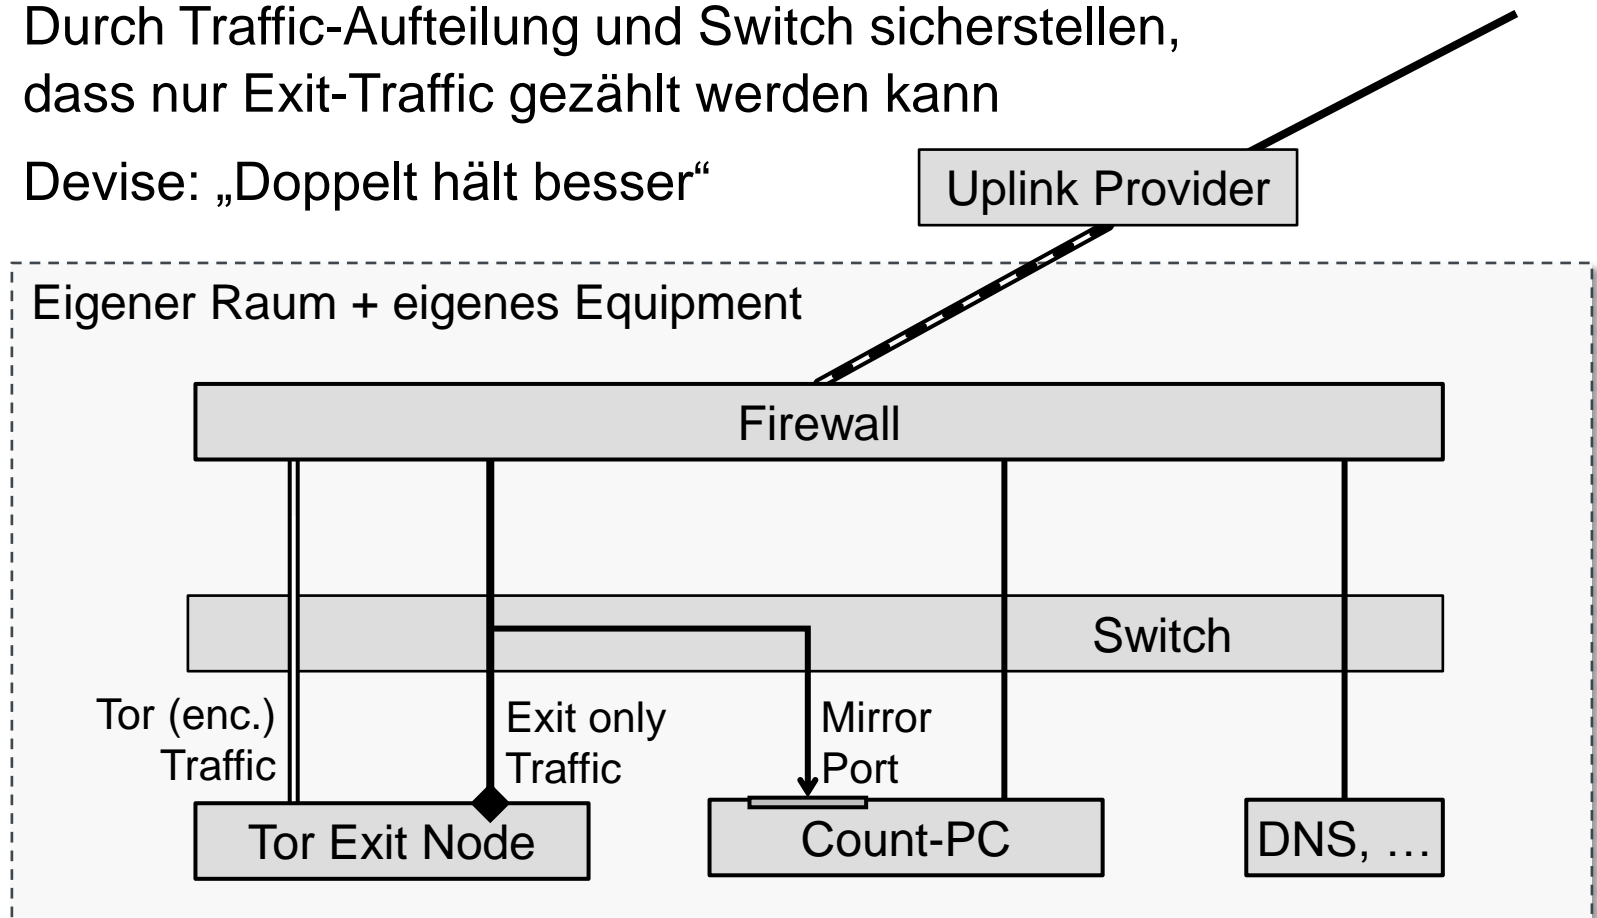 Durch Traffic-Aufteilung und Switch sicherstellen,
dass nur Exit-Traffic gezählt werden kann
Devise: „Doppelt hält besser“
Uplink Provider
Eigener Raum + eigenes Equipment
Firewall
Switch
Tor (enc.)
Traffic
Exit only
Traffic
Mirror
Port
Tor Exit Node
Count-PC
DNS, …